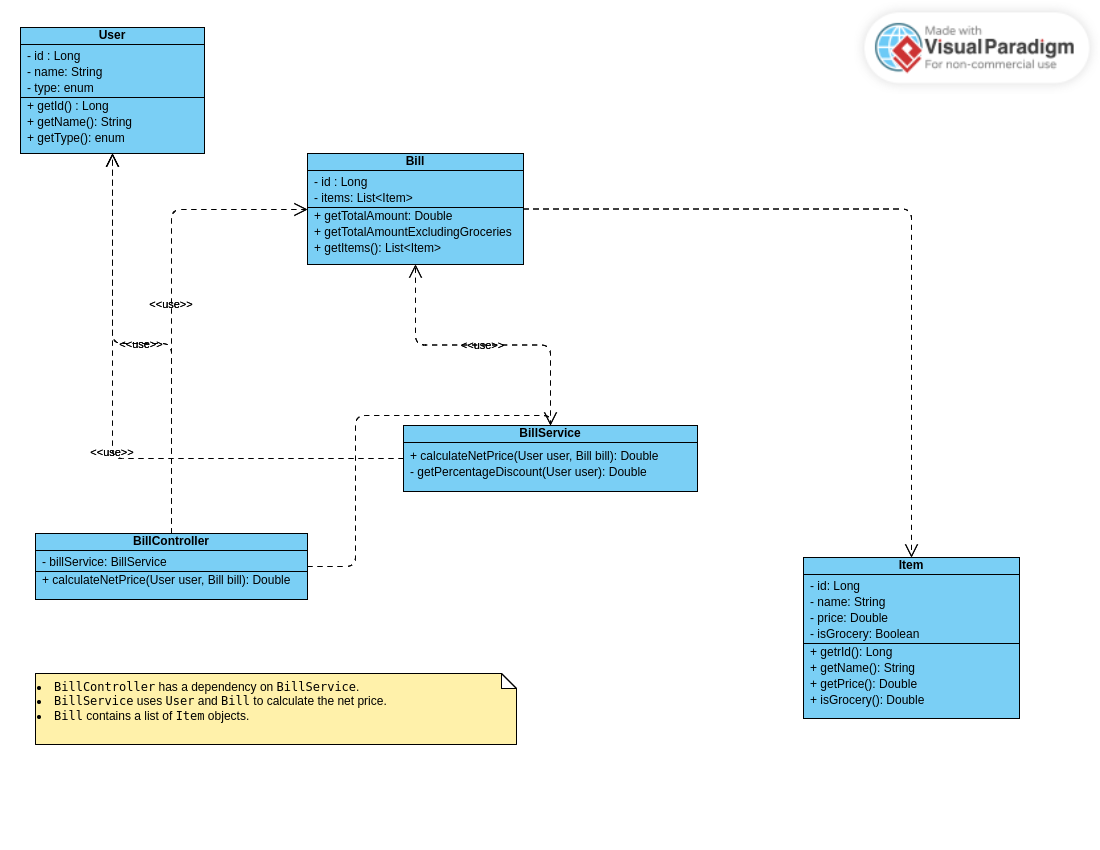 Made with
Visual Paradigm
For non-commercial use
User
- id : Long
- name: String
- type: enum
+ getId() : Long
+ getName(): String
+ getType(): enum
Bill
- id : Long
- items: List<Item>
+ getTotalAmount: Double
+ getTotalAmountExcludingGroceries
+ getItems(): List<Item>
<<use>>
<<use>>
<<use>>
<<use>>
BillService
+ calculateNetPrice(User user, Bill bill): Double
- getPercentageDiscount(User user): Double
BillController
- billService: BillService
+ calculateNetPrice(User user, Bill bill): Double
Item
- id: Long
- name: String
- price: Double
- isGrocery: Boolean
+ getrId(): Long
+ getName(): String
+ getPrice(): Double
+ isGrocery(): Double
• BillController has a dependency on BillService.
• BillService uses User and Bill to calculate the net price.
• Bill contains a list of Item objects.